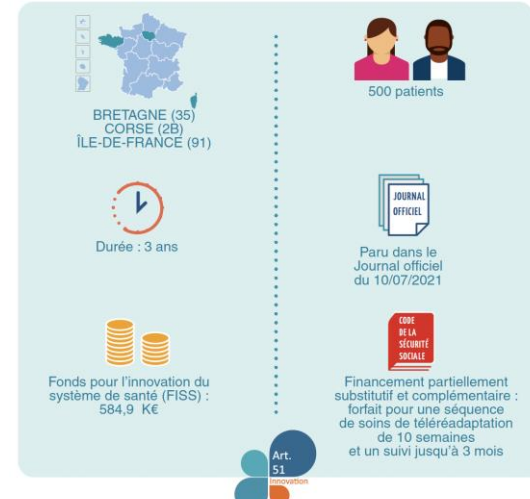 BRETAGNE (35)
CORSE (2B)
ÎLE-DE-FRANCE (91)
500 patients
Durée : 3 ans
JOURNAL
OFFICIEL
Paru dans le
Journal officiel
du 10/07/2021
Fonds pour l'innovation du
système de santé (FISS) :
584,9 K€
CODE
DE LA
SÉCURITÉ
SOCIALE
Financement partiellement
substitutif et complémentaire :
forfait pour une séquence
de soins de téléréadaptation
de 10 semaines
et un suivi jusqu'à 3 mois
Art.
51
Innovation